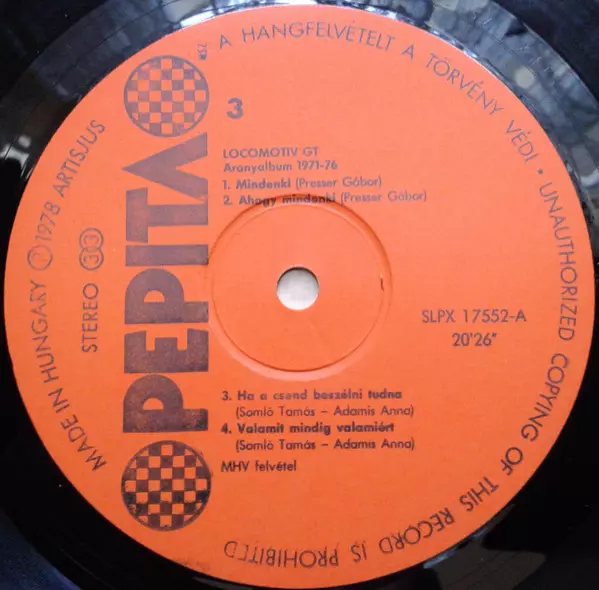 A HANGFELVÉTELT A TÖRVÉNY VÉDI • UNAUTHORIZED COPYING OF THIS RECORD IS PROHIBITED
MADE IN HUNGARY Ⓟ 1978 ARTISJUS
STEREO 33
PEPITA
3
LOCOMOTIV GT
Aranyalbum 1971-76
1. Mindenki (Presser Gábor)
2. Ahogy mindenki (Presser Gábor)
SLPX 17552-A
20'26"
3. Ha a csend beszélni tudna
(Somló Tamás – Adamis Anna)
4. Valamit mindig valamiért
(Somló Tamás – Adamis Anna)
MHV felvétel